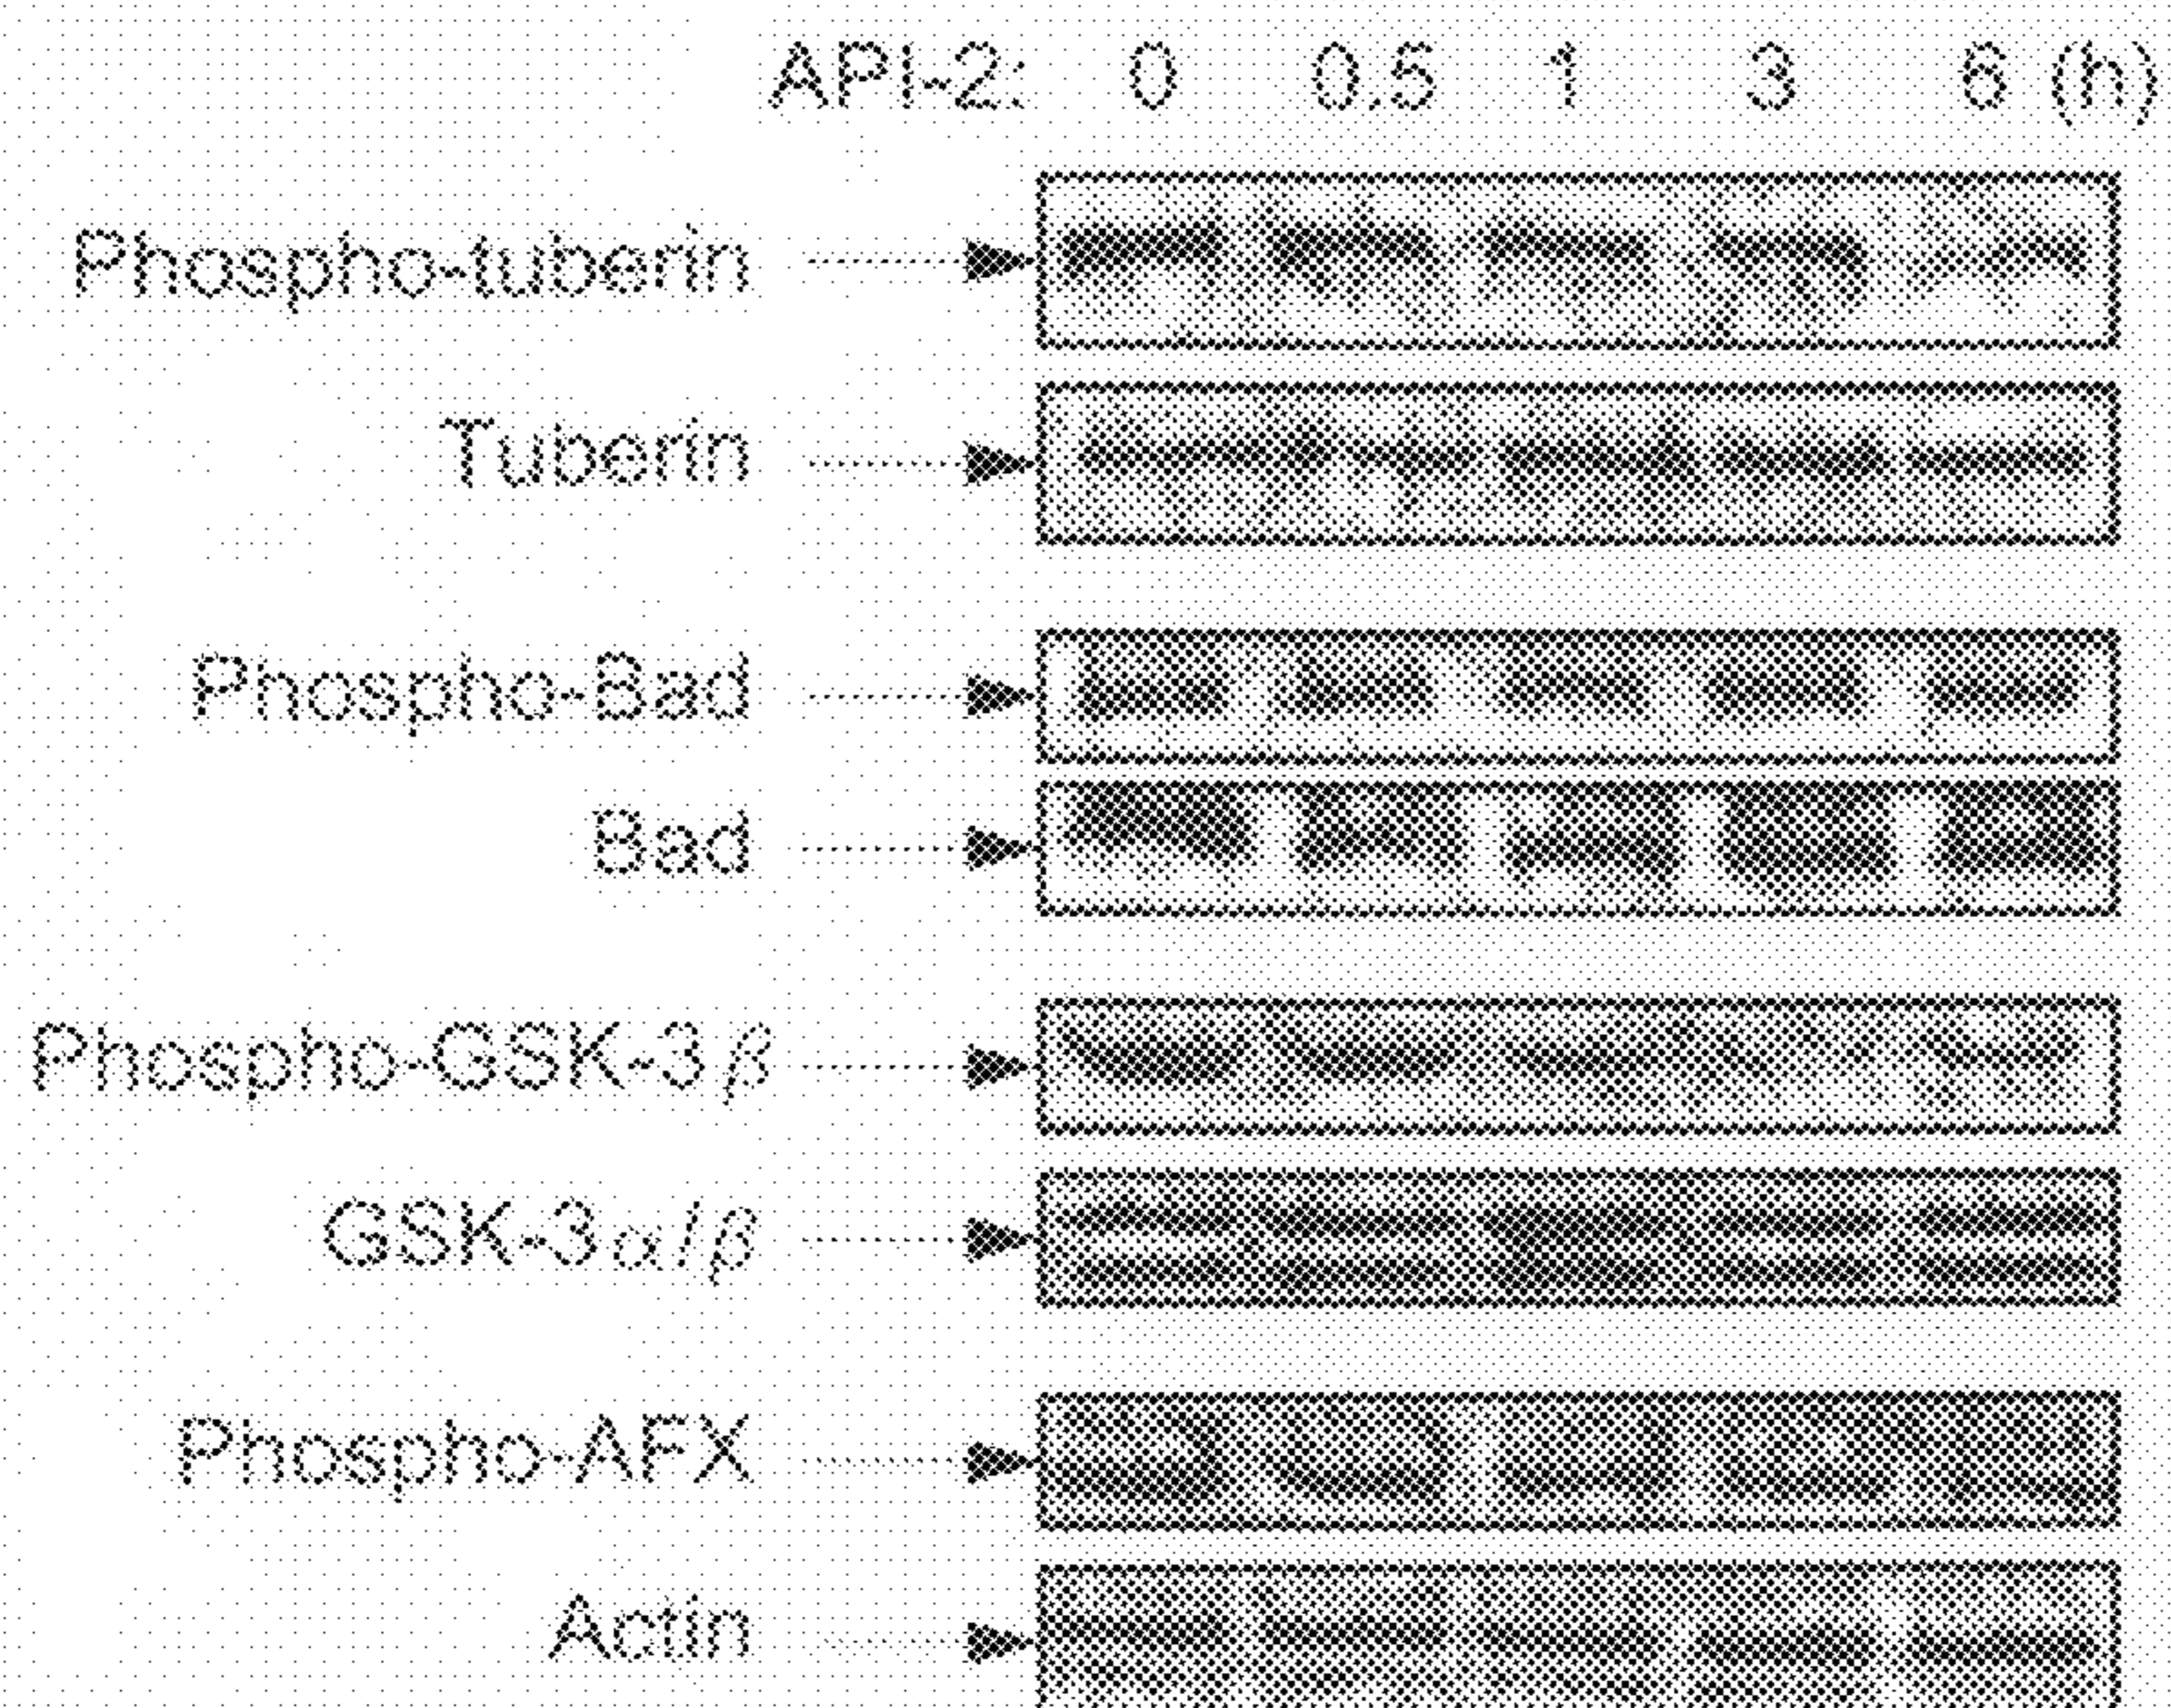 API-2: 0 0.5 1 3 6 (h)
Phospho-tuberin
Tuberin
Phospho-Bad
Bad
Phospho-GSK-3β
GSK-3α/β
Phospho-AFX
Actin